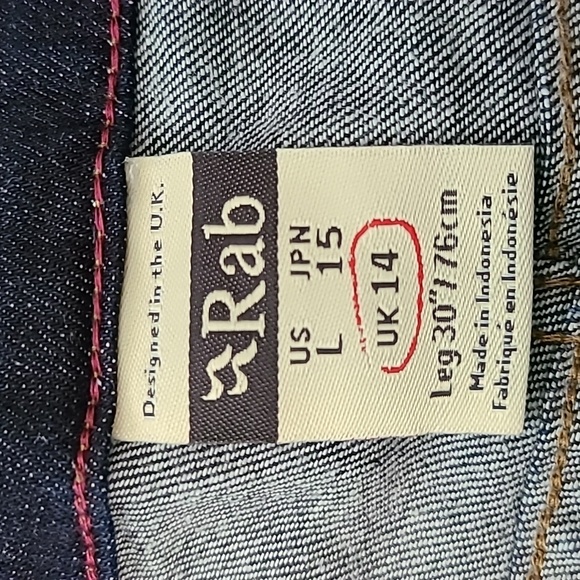 Designed in the U.K.
Rab
US JPN
L 15
UK 14
Leg 30"/76cm
Made in Indonesia
Fabriqué en Indonésie